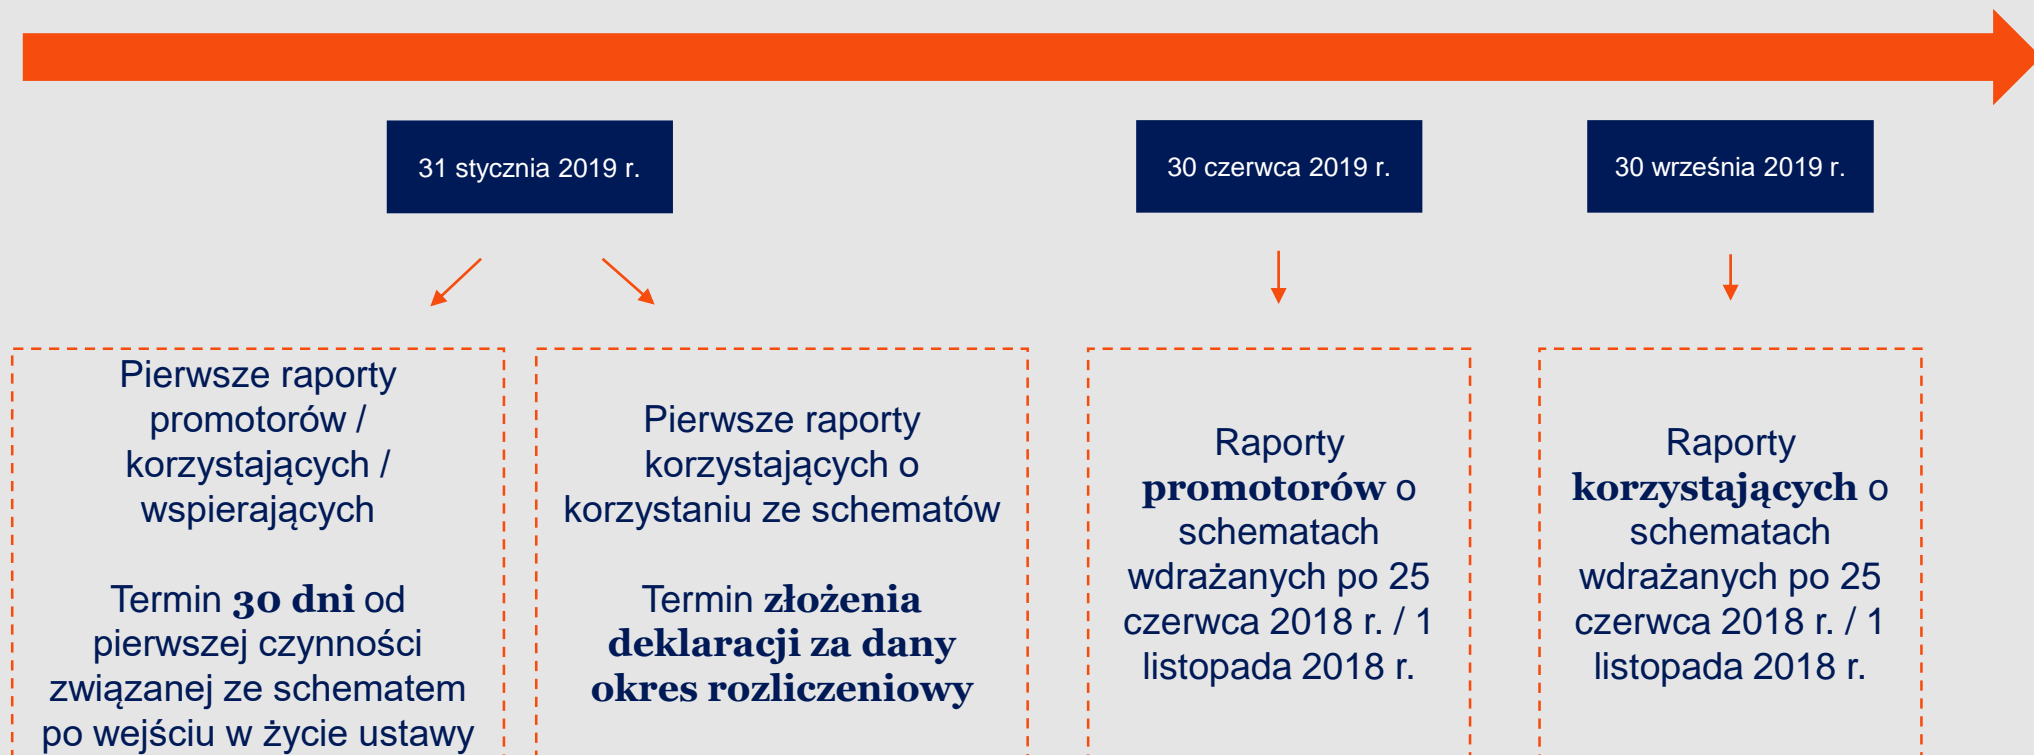 31 stycznia 2019 r.
30 czerwca 2019 r.
30 września 2019 r.
Pierwsze raporty
promotorów /
korzystających /
wspierających
Termin 30 dni od
pierwszej czynności
związanej ze schematem
po wejściu w życie ustawy
Pierwsze raporty
korzystających o
korzystaniu ze schematów
Termin złożenia
deklaracji za dany
okres rozliczeniowy
Raporty
promotorów o
schematach
wdrażanych po 25
czerwca 2018 r. / 1
listopada 2018 r.
Raporty
korzystających o
schematach
wdrażanych po 25
czerwca 2018 r. / 1
listopada 2018 r.